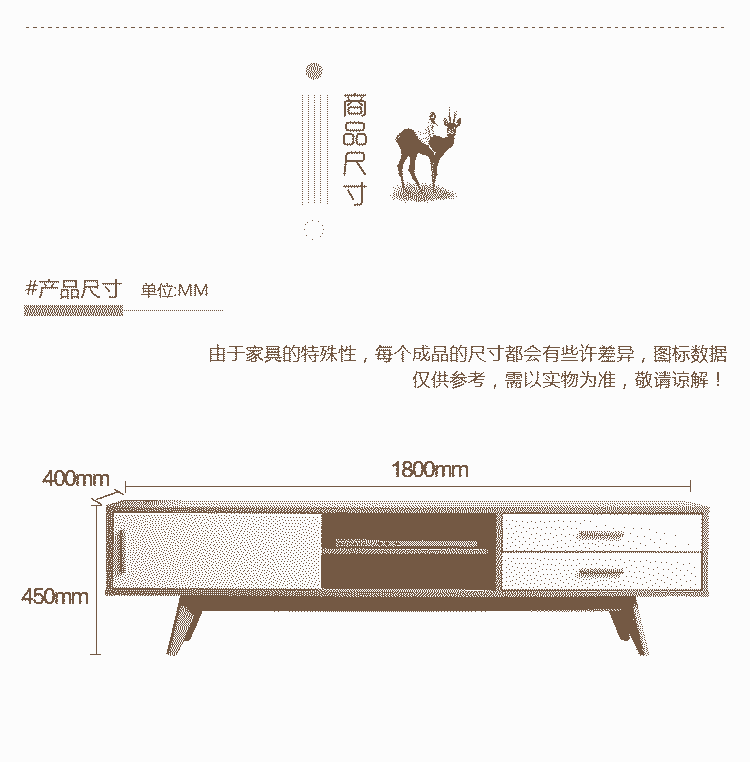 商品尺寸
#产品尺寸 单位:MM
由于家具的特殊性，每个成品的尺寸都会有些许差异，图标数据
仅供参考，需以实物为准，敬请谅解！
1800mm
400mm
450mm